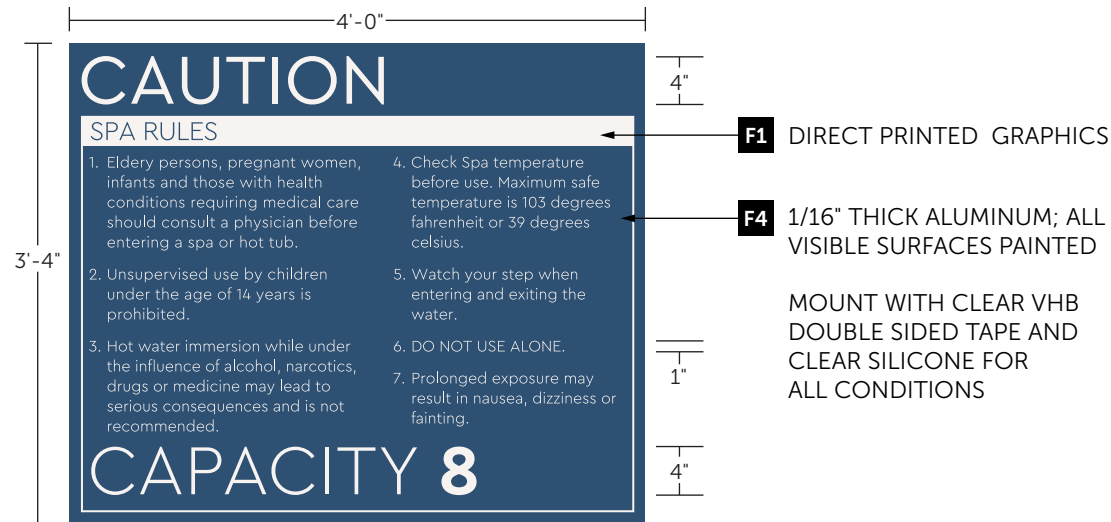 4'-0"
CAUTION
4"
SPA RULES
F1 DIRECT PRINTED GRAPHICS
1. Eldery persons, pregnant women,
infants and those with health
conditions requiring medical care
should consult a physician before
entering a spa or hot tub.
2. Unsupervised use by children
under the age of 14 years is
prohibited.
3. Hot water immersion while under
the influence of alcohol, narcotics,
drugs or medicine may lead to
serious consequences and is not
recommended.
4. Check Spa temperature
before use. Maximum safe
temperature is 103 degrees
fahrenheit or 39 degrees
celsius.
5. Watch your step when
entering and exiting the
water.
6. DO NOT USE ALONE.
7. Prolonged exposure may
result in nausea, dizziness or
fainting.
F4 1/16" THICK ALUMINUM; ALL
VISIBLE SURFACES PAINTED
MOUNT WITH CLEAR VHB
DOUBLE SIDED TAPE AND
CLEAR SILICONE FOR
ALL CONDITIONS
3'-4"
1"
CAPACITY 8
4"